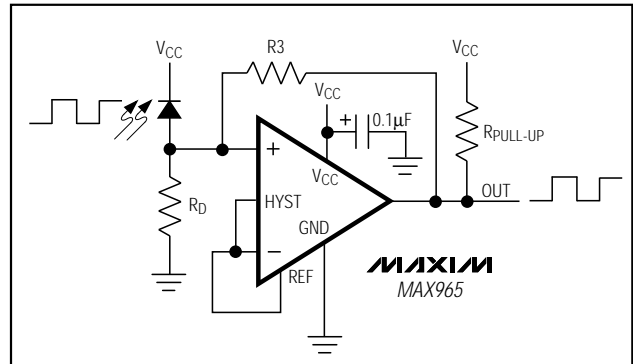 VCC
R3
VCC
VCC
+
0.1µF
RPULL-UP
+
VCC
RD
HYST
OUT
GND
−
REF
MAXIM
MAX965